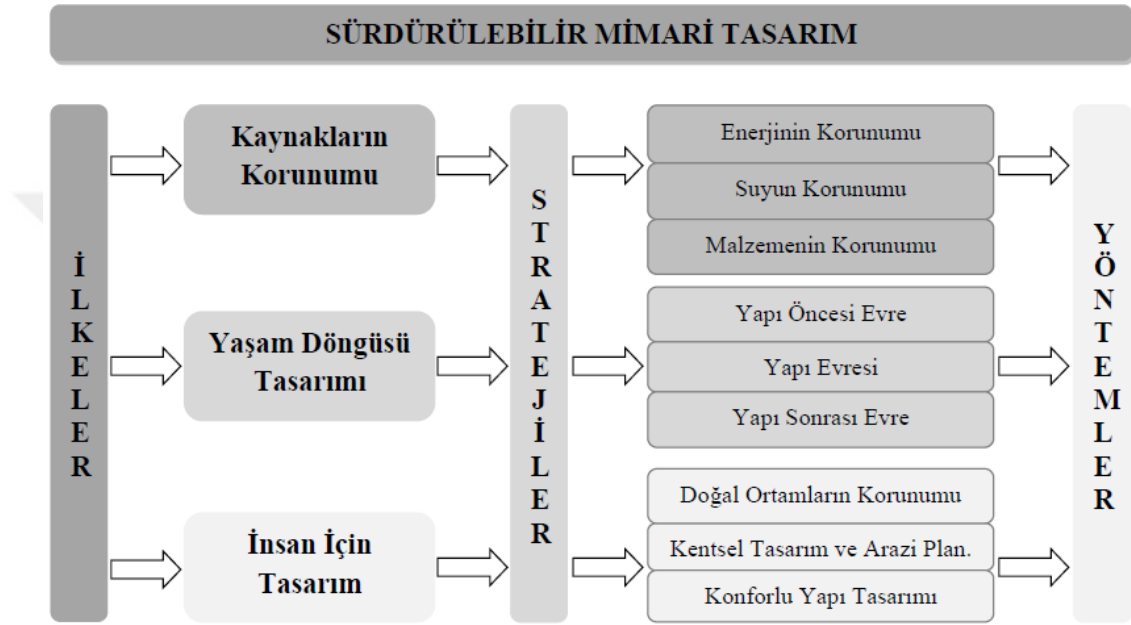 SÜRDÜRÜLEBİLİR MİMARİ TASARIM
İLKELER
Kaynakların
Korunumu
STRATEJİLER
Enerjinin Korunumu
Suyun Korunumu
Malzemenin Korunumu
YÖNTEMLER
Yaşam Döngüsü
Tasarımı
Yapı Öncesi Evre
Yapı Evresi
Yapı Sonrası Evre
İnsan İçin
Tasarım
Doğal Ortamların Korunumu
Kentsel Tasarım ve Arazi Plan.
Konforlu Yapı Tasarımı